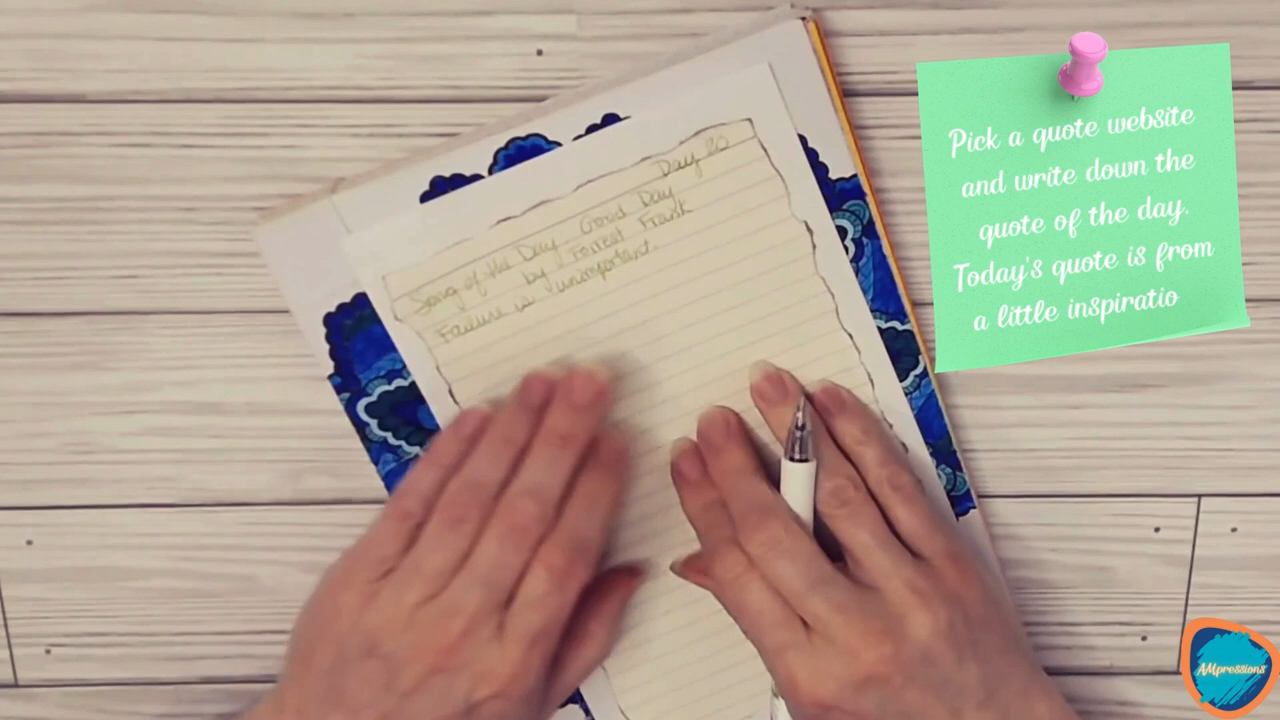 Day 20
Song of the Day Good Day
by Forrest Frank
Failure is unimportant.
Pick a quote website
and write down the
quote of the day.
Today's quote is from
a little inspiratio
AMpressions